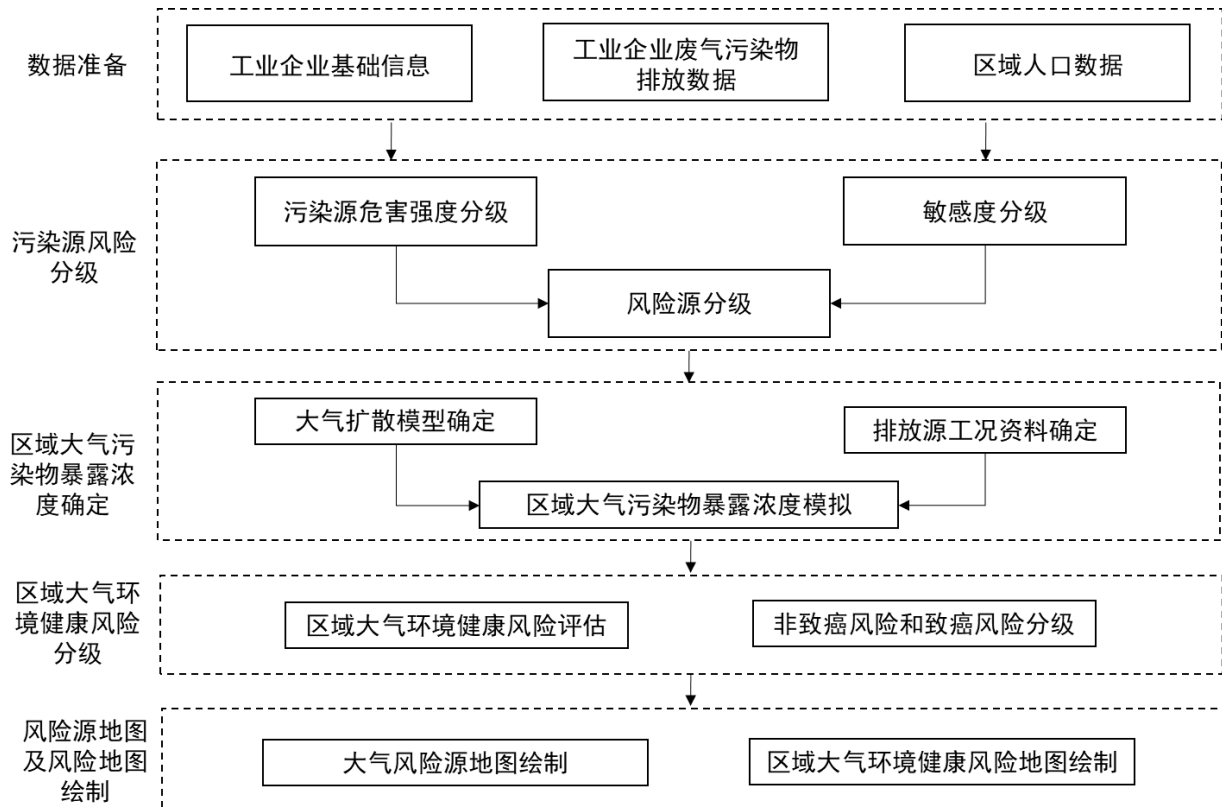 数据准备
工业企业基础信息
工业企业废气污染物
排放数据
区域人口数据
污染源风险
分级
污染源危害强度分级
敏感度分级
风险源分级
区域大气污
染物暴露浓
度确定
大气扩散模型确定
排放源工况资料确定
区域大气污染物暴露浓度模拟
区域大气环
境健康风险
分级
区域大气环境健康风险评估
非致癌风险和致癌风险分级
风险源地图
及风险地图
绘制
大气风险源地图绘制
区域大气环境健康风险地图绘制